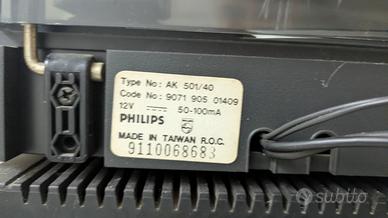 Type No: AK 501/40
Code No: 9071 905 01409
12V 50-100mA
PHILIPS
MADE IN TAIWAN R.O.C.
9110068683
subito